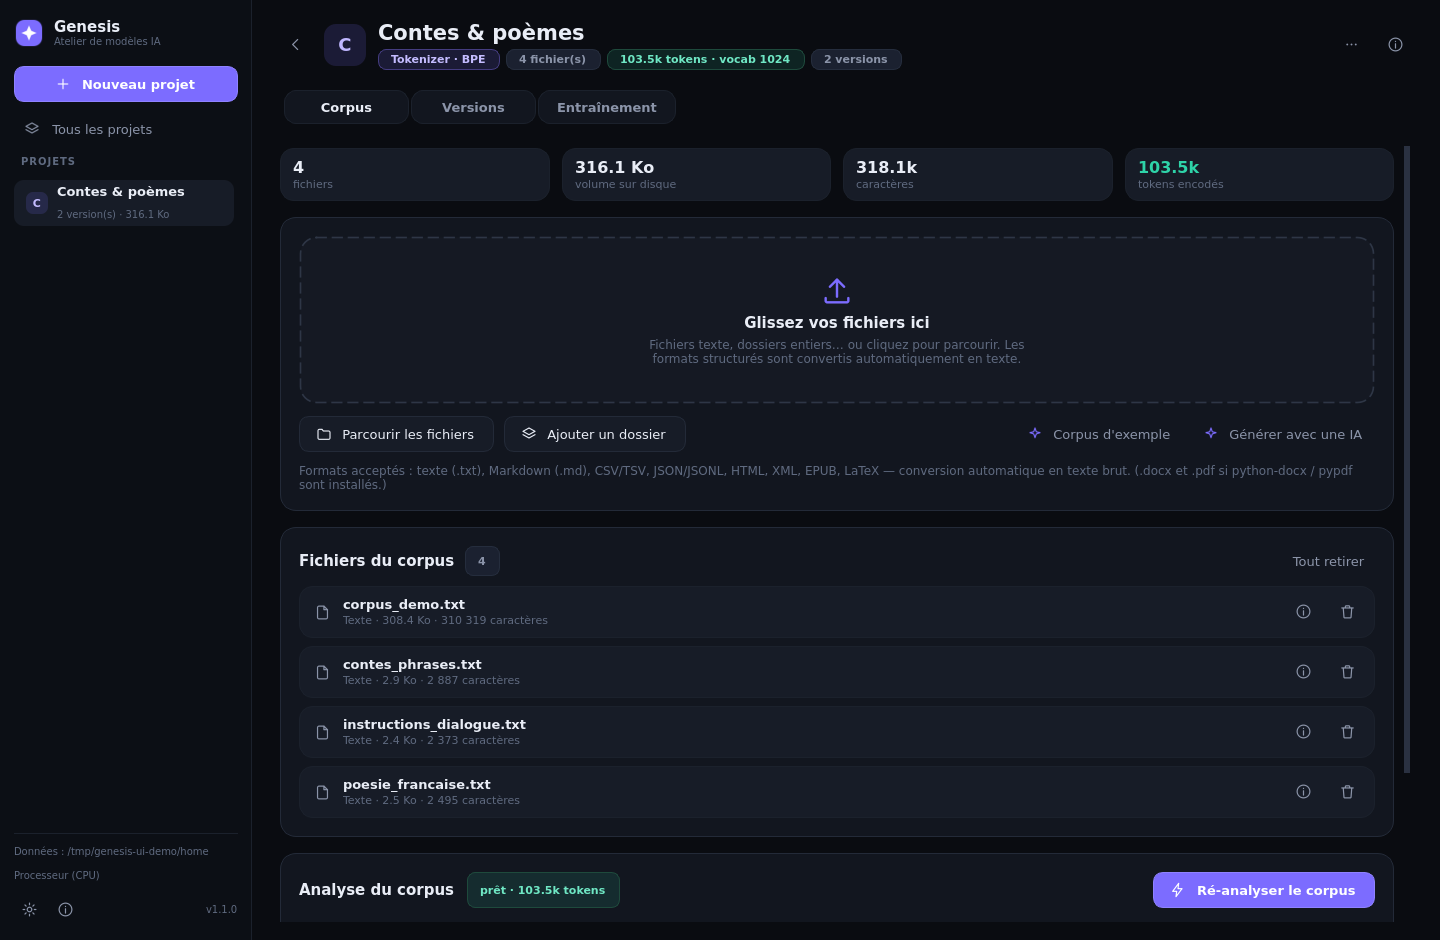 Genesis
Atelier de modèles IA
Nouveau projet
Tous les projets
PROJETS
C
Contes & poèmes
2 version(s) · 316.1 Ko
Données : /tmp/genesis-ui-demo/home
Processeur (CPU)
v1.1.0
C
Contes & poèmes
Tokenizer · BPE
4 fichier(s)
103.5k tokens · vocab 1024
2 versions
Corpus
Versions
Entraînement
4
fichiers
316.1 Ko
volume sur disque
318.1k
caractères
103.5k
tokens encodés
Glissez vos fichiers ici
Fichiers texte, dossiers entiers… ou cliquez pour parcourir. Les
formats structurés sont convertis automatiquement en texte.
Parcourir les fichiers
Ajouter un dossier
Corpus d'exemple
Générer avec une IA
Formats acceptés : texte (.txt), Markdown (.md), CSV/TSV, JSON/JSONL, HTML, XML, EPUB, LaTeX — conversion automatique en texte brut. (.docx et .pdf si python-docx / pypdf
sont installés.)
Fichiers du corpus
4
Tout retirer
corpus_demo.txt
Texte · 308.4 Ko · 310 319 caractères
contes_phrases.txt
Texte · 2.9 Ko · 2 887 caractères
instructions_dialogue.txt
Texte · 2.4 Ko · 2 373 caractères
poesie_francaise.txt
Texte · 2.5 Ko · 2 495 caractères
Analyse du corpus
prêt · 103.5k tokens
Ré-analyser le corpus